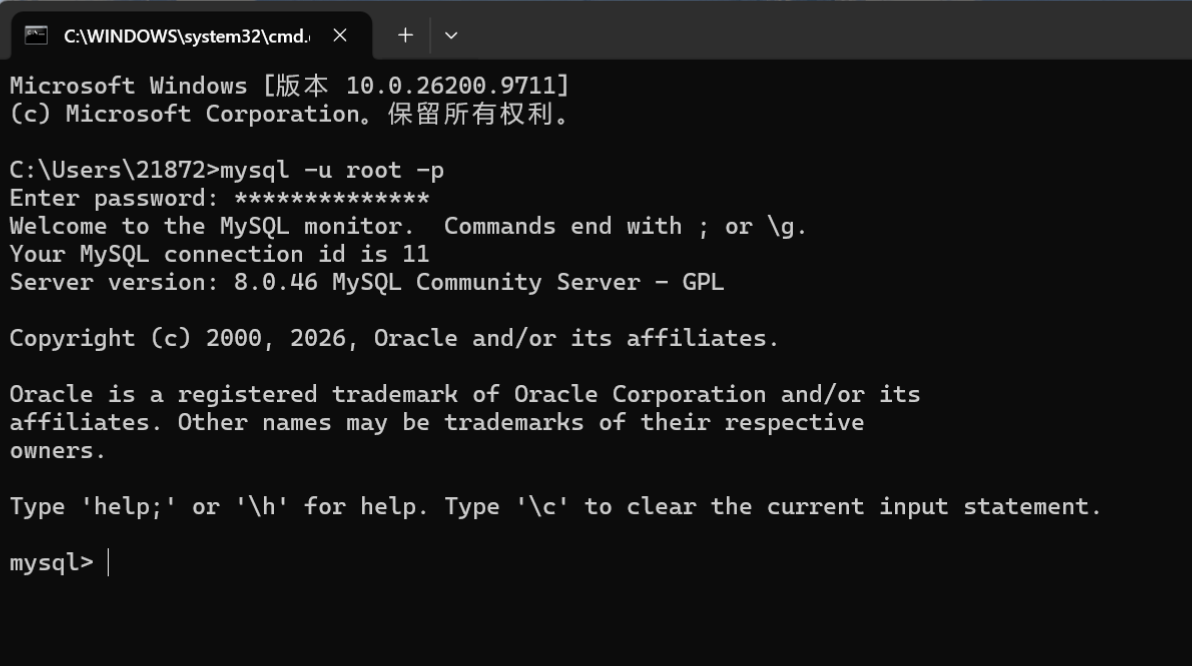 C:\WINDOWS\system32\cmd.
Microsoft Windows [版本 10.0.26200.9711]
(c) Microsoft Corporation。保留所有权利。
C:\Users\21872>mysql -u root -p
Enter password: **************
Welcome to the MySQL monitor.  Commands end with ; or \g.
Your MySQL connection id is 11
Server version: 8.0.46 MySQL Community Server - GPL
Copyright (c) 2000, 2026, Oracle and/or its affiliates.
Oracle is a registered trademark of Oracle Corporation and/or its
affiliates. Other names may be trademarks of their respective
owners.
Type 'help;' or '\h' for help. Type '\c' to clear the current input statement.
mysql>